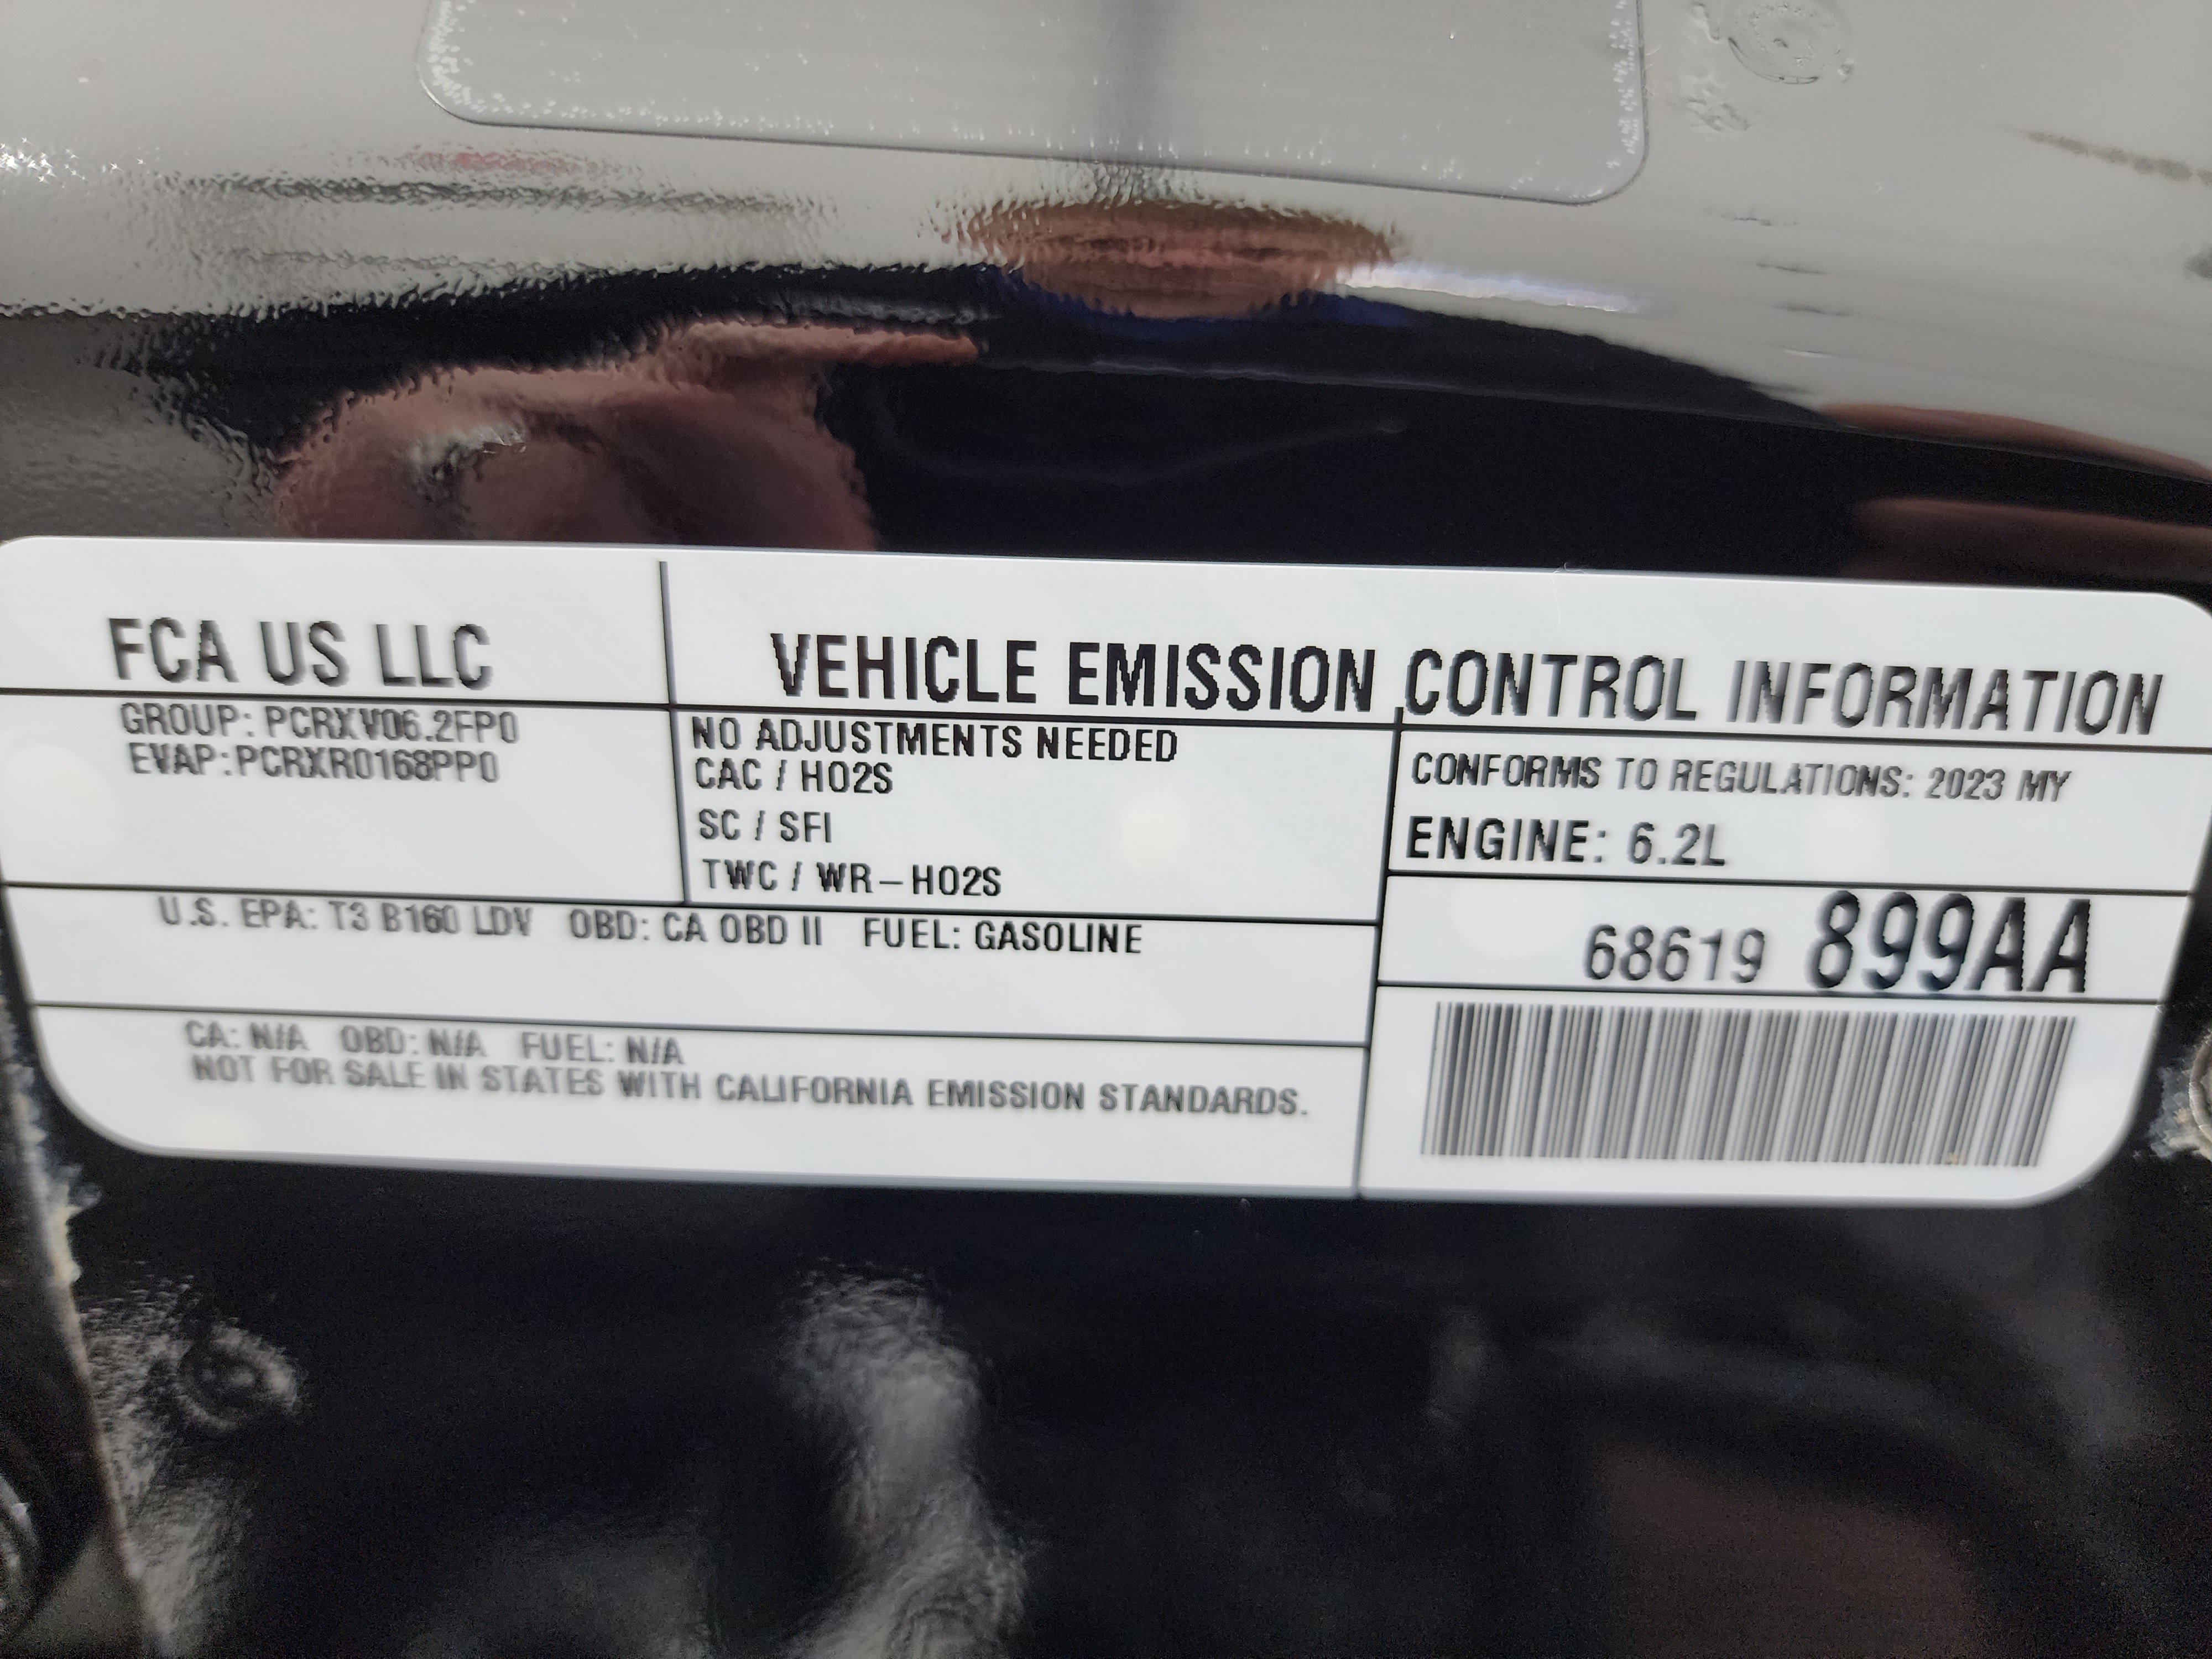 FCA US LLC
VEHICLE EMISSION CONTROL INFORMATION
GROUP: PCRXV06.2FP0
EVAP:PCRXR0168PP0
NO ADJUSTMENTS NEEDED
CAC / HO2S
SC / SFI
TWC / WR-HO2S
CONFORMS TO REGULATIONS: 2023 MY
ENGINE: 6.2L
68619 899AA
U.S. EPA: T3 B160 LDV OBD: CA OBD II FUEL: GASOLINE
CA: N/A OBD: N/A FUEL: N/A
NOT FOR SALE IN STATES WITH CALIFORNIA EMISSION STANDARDS.